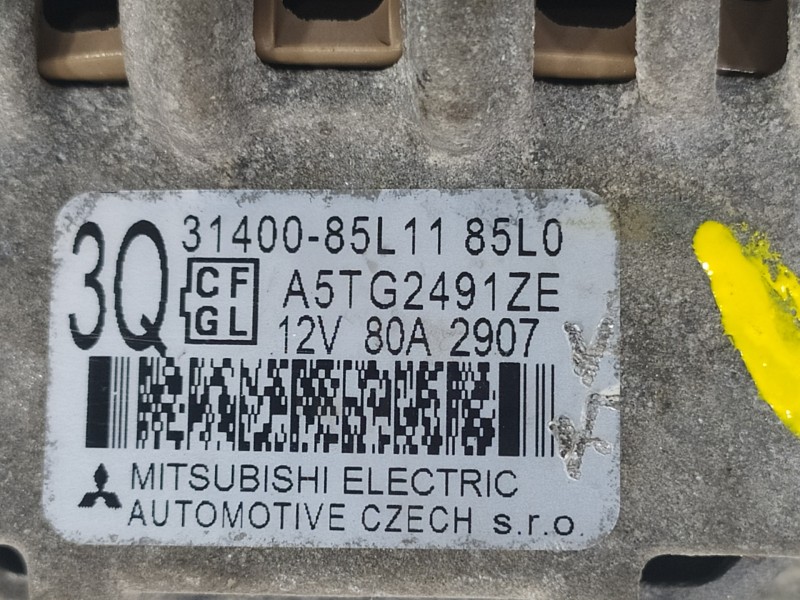 3Q
31400-85L11 85L0
CF
GL
A5TG2491ZE
12V 80A 2907
MITSUBISHI ELECTRIC
AUTOMOTIVE CZECH s.r.o.